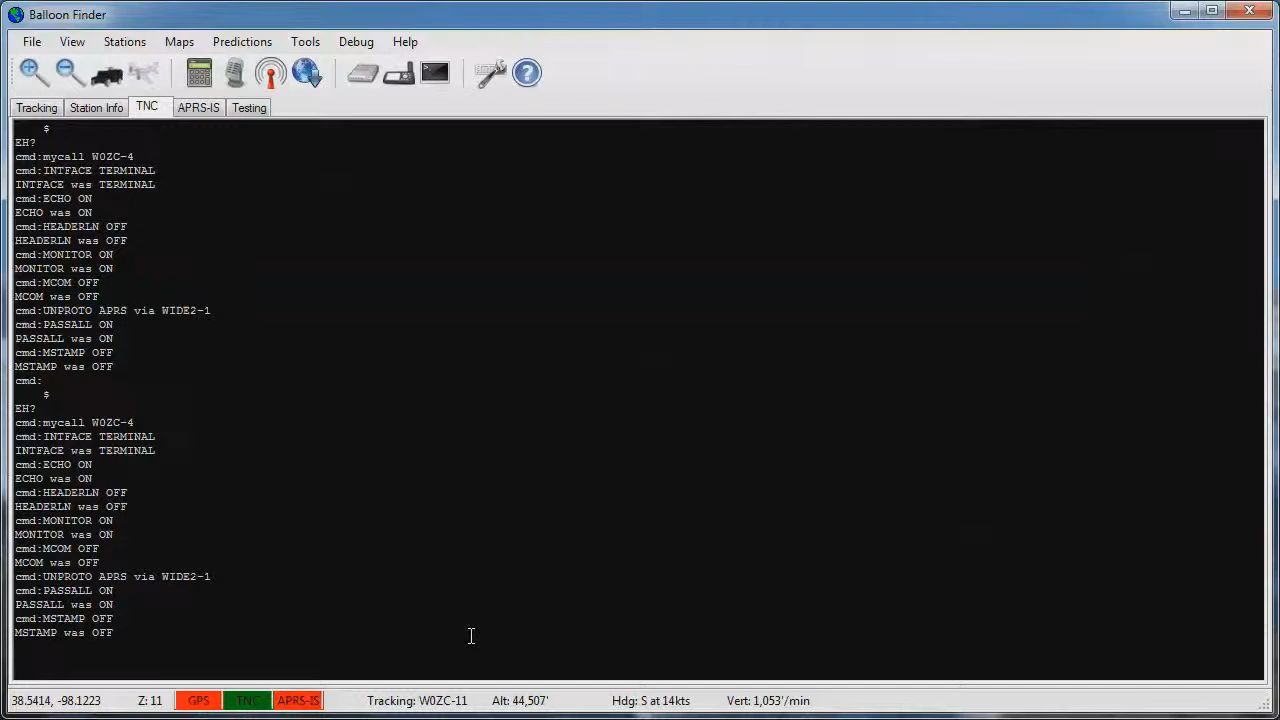 Balloon Finder
File View Stations Maps Predictions Tools Debug Help
Tracking Station Info TNC APRS-IS Testing
$
EH?
cmd:mycall W0ZC-4
cmd:INTFACE TERMINAL
INTFACE was TERMINAL
cmd:ECHO ON
ECHO was ON
cmd:HEADERLN OFF
HEADERLN was OFF
cmd:MONITOR ON
MONITOR was ON
cmd:MCOM OFF
MCOM was OFF
cmd:UNPROTO APRS via WIDE2-1
cmd:PASSALL ON
PASSALL was ON
cmd:MSTAMP OFF
MSTAMP was OFF
cmd:
$
EH?
cmd:mycall W0ZC-4
cmd:INTFACE TERMINAL
INTFACE was TERMINAL
cmd:ECHO ON
ECHO was ON
cmd:HEADERLN OFF
HEADERLN was OFF
cmd:MONITOR ON
MONITOR was ON
cmd:MCOM OFF
MCOM was OFF
cmd:UNPROTO APRS via WIDE2-1
cmd:PASSALL ON
PASSALL was ON
cmd:MSTAMP OFF
MSTAMP was OFF
38.5414, -98.1223 Z: 11 GPS TNC APRS-IS Tracking: W0ZC-11 Alt: 44,507' Hdg: S at 14kts Vert: 1,053'/min